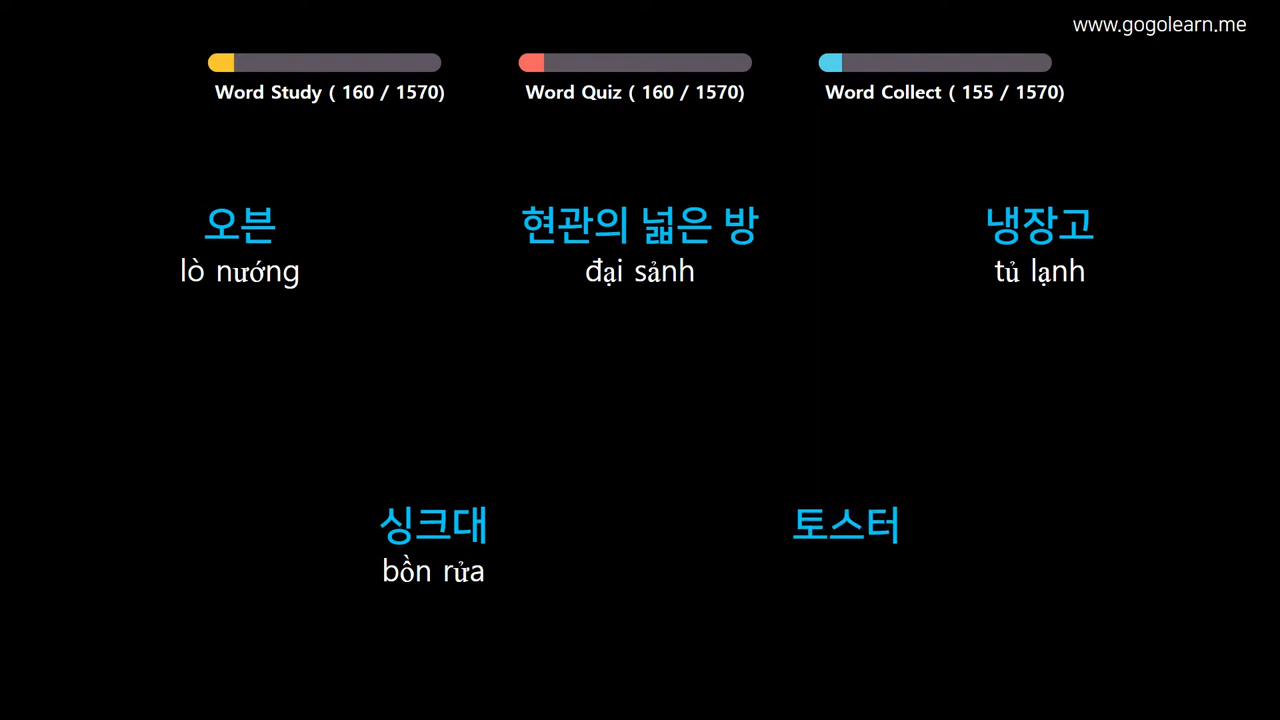 www.gogolearn.me
Word Study ( 160 / 1570)
Word Quiz ( 160 / 1570)
Word Collect ( 155 / 1570)
오븐
lò nướng
현관의 넓은 방
đại sảnh
냉장고
tủ lạnh
싱크대
bồn rửa
토스터